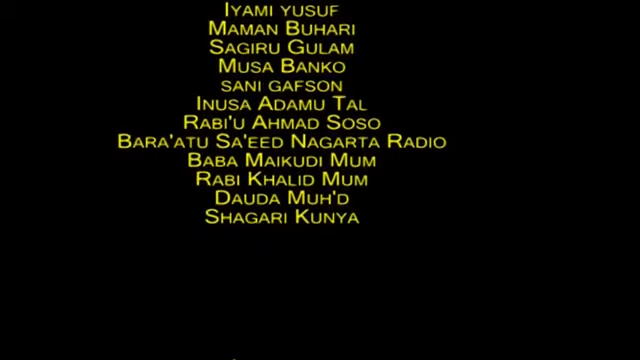 Iyami yusuf
Maman Buhari
Sagiru Gulam
Musa Banko
sani gafson
Inusa Adamu Tal
Rabi'u Ahmad Soso
Bara'atu Sa'eed Nagarta Radio
Baba Maikudi Mum
Rabi Khalid Mum
Dauda Muh'd
Shagari Kunya